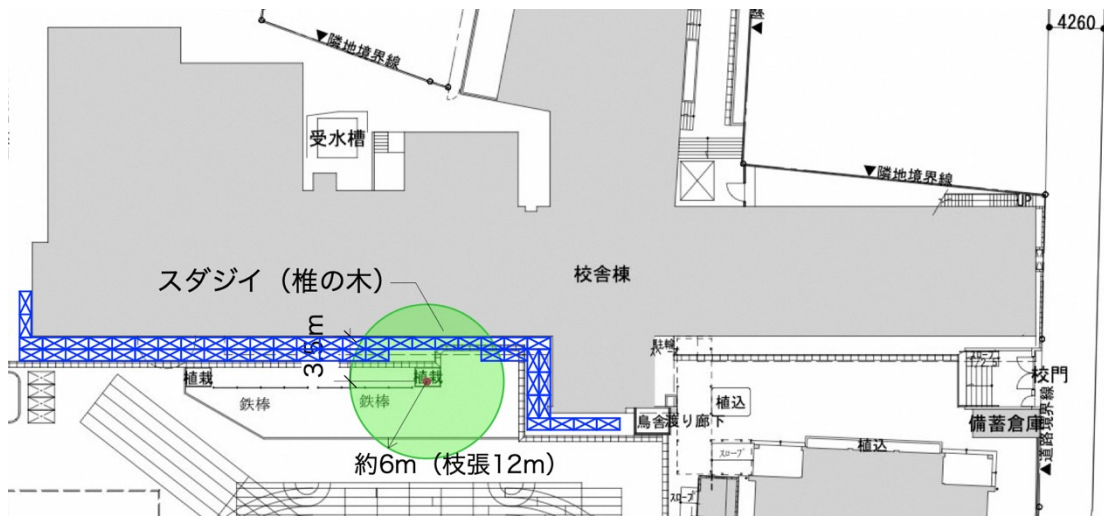 4260
▼隣地境界線
受水槽
▼隣地境界線
UP
スダジイ（椎の木）
校舎棟
3.5m
植栽
植栽
鉄棒
鉄棒
駐輪
スロープ
校門
植込
鳥舎
渡り廊下
備蓄倉庫
▲道路境界線
植込
スロープ
スロープ
約6m（枝張12m）